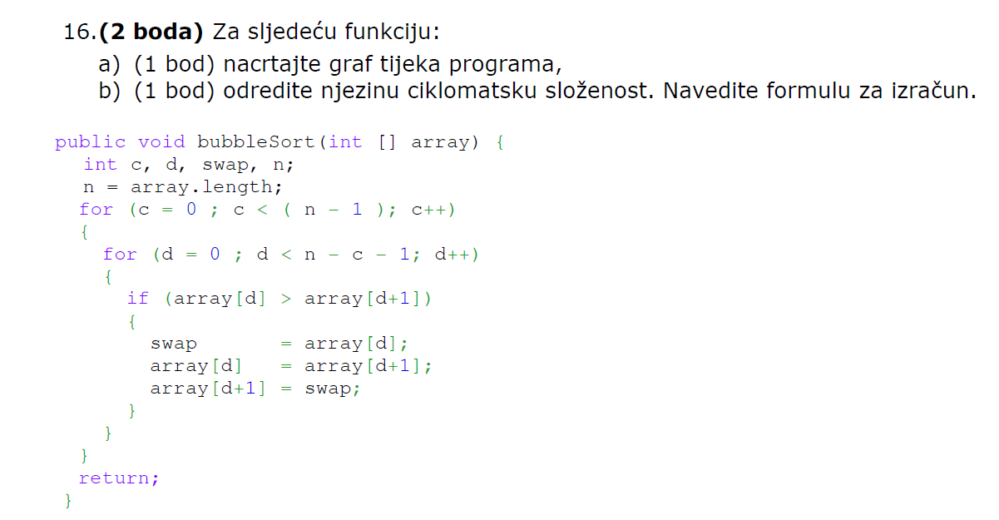 16.(2 boda) Za sljedeću funkciju:
a) (1 bod) nacrtajte graf tijeka programa,
b) (1 bod) odredite njezinu ciklomatsku složenost. Navedite formulu za izračun.
public void bubbleSort(int [] array) {
int c, d, swap, n;
n = array.length;
for (c = 0 ; c < ( n - 1 ); c++)
{
for (d = 0 ; d < n - c - 1; d++)
{
if (array[d] > array[d+1])
{
swap = array[d];
array[d] = array[d+1];
array[d+1] = swap;
}
}
}
return;
}